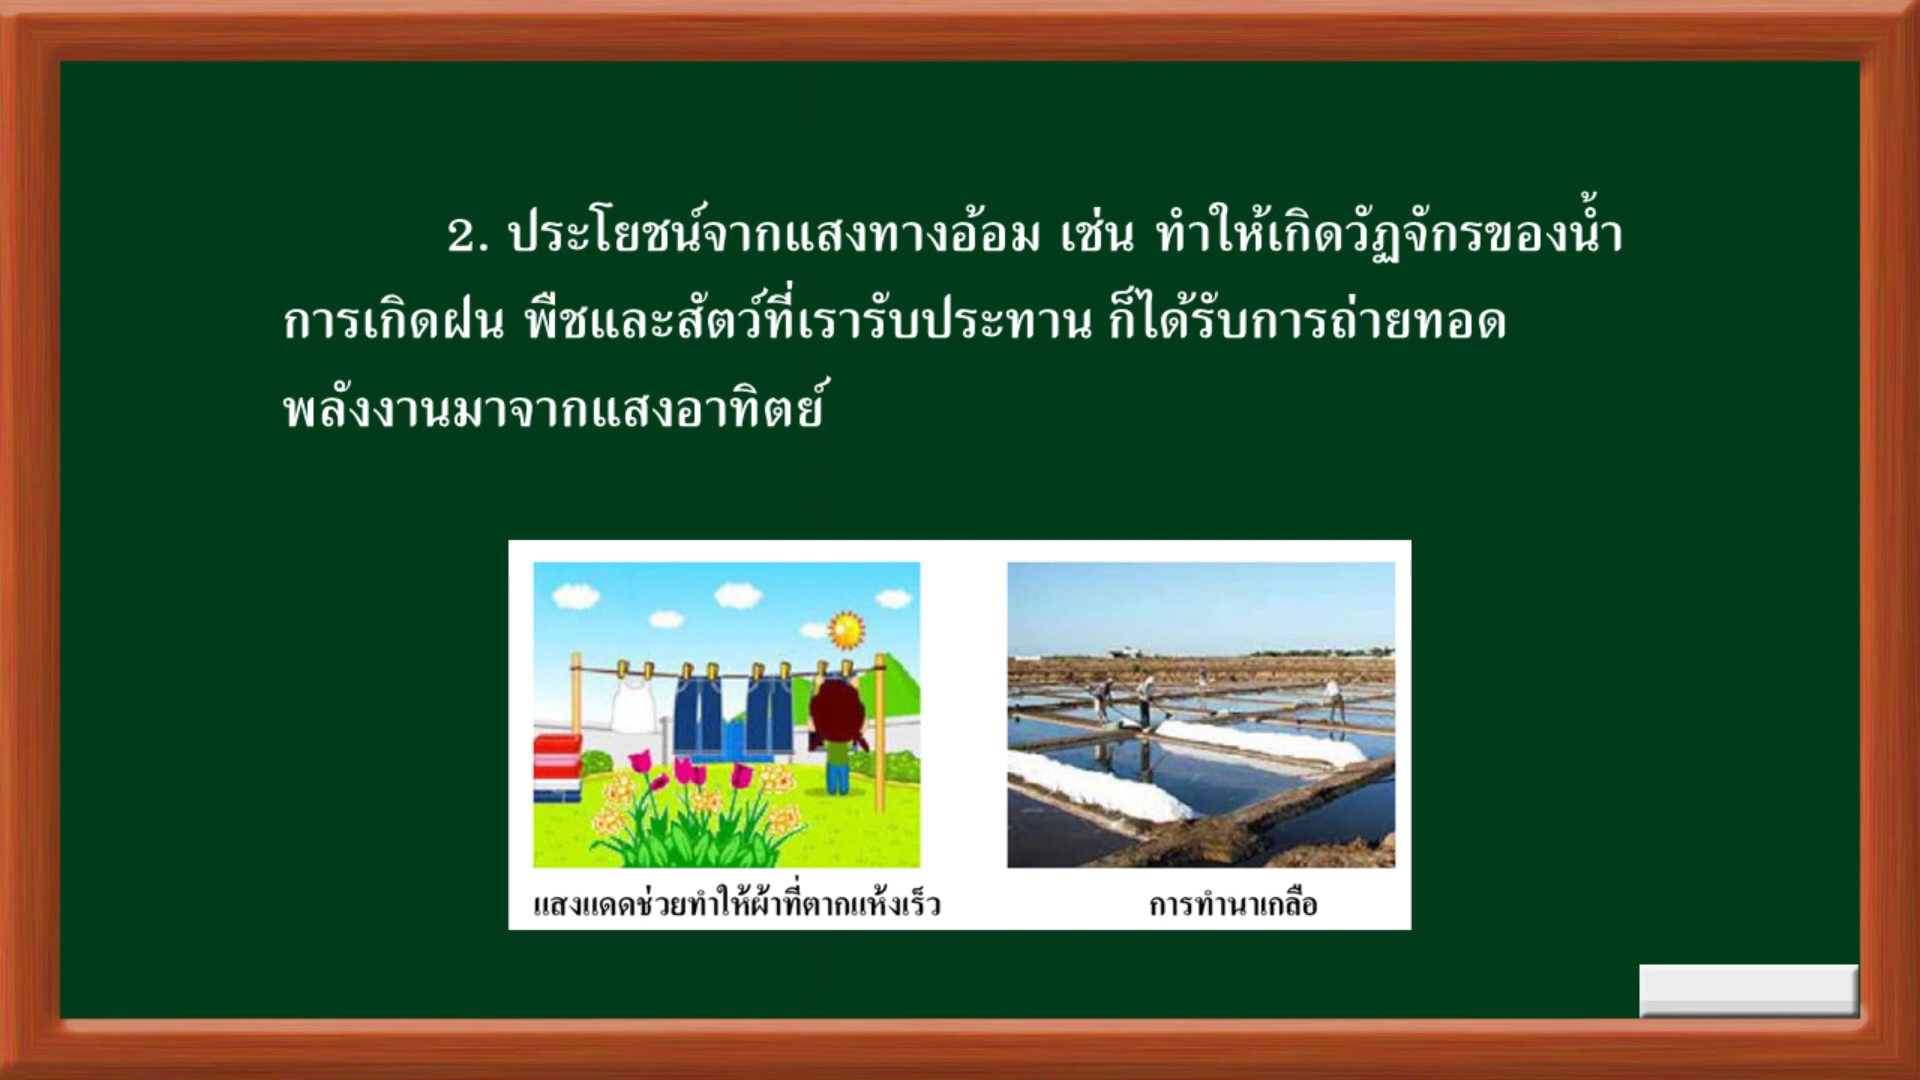 2. ประโยชน์จากแสงทางอ้อม เช่น ทำให้เกิดวัฏจักรของน้ำ
การเกิดฝน พืชและสัตว์ที่เรารับประทาน ก็ได้รับการถ่ายทอด
พลังงานมาจากแสงอาทิตย์
แสงแดดช่วยทำให้ผ้าที่ตากแห้งเร็ว
การทำนาเกลือ